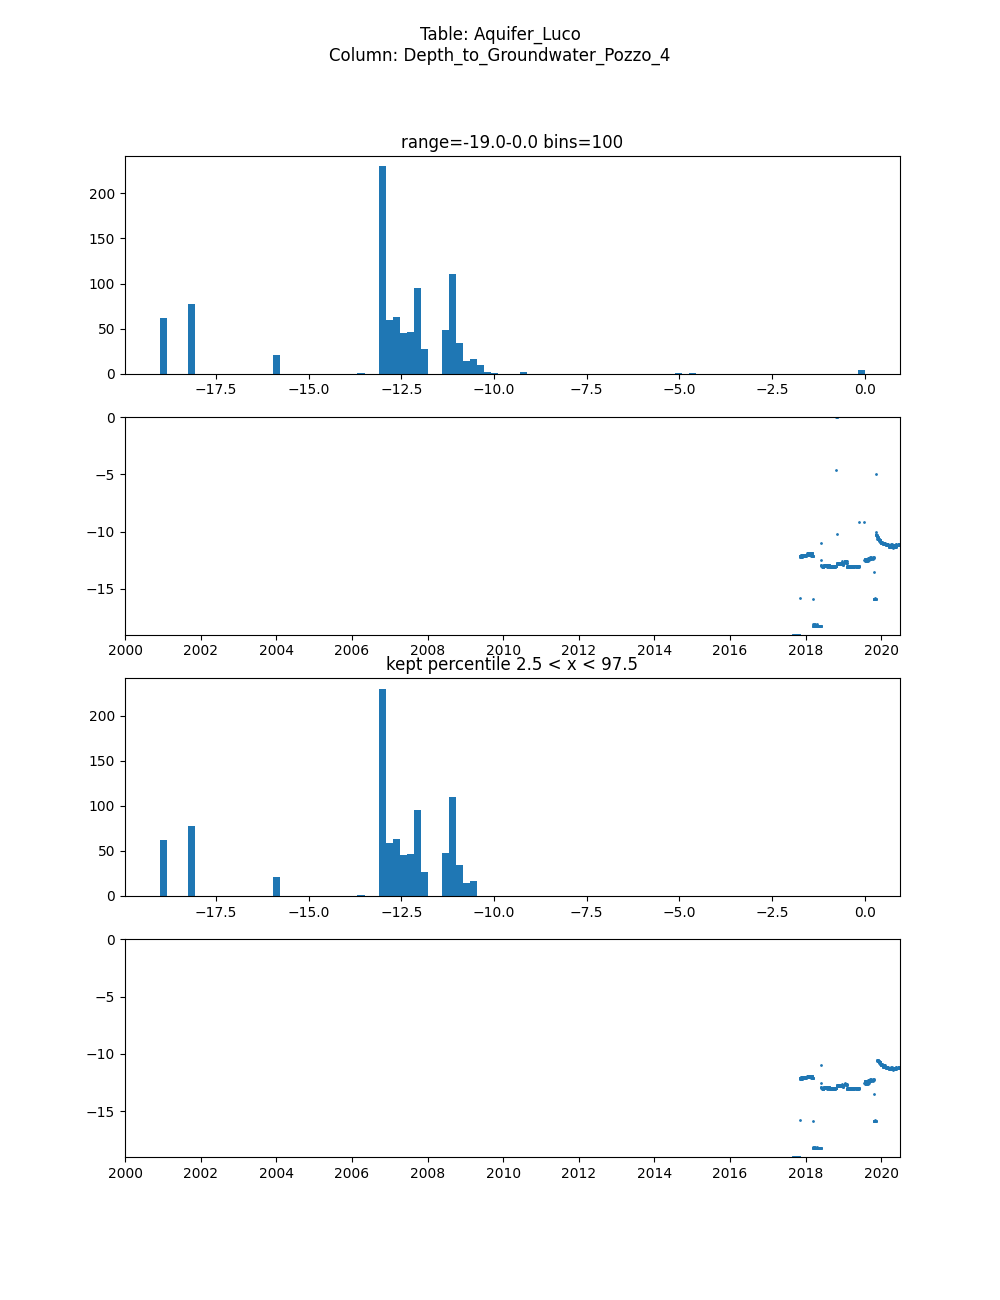 Table: Aquifer_Luco
Column: Depth_to_Groundwater_Pozzo_4
range=-19.0-0.0 bins=100
200
150
100
50
0
−17.5 −15.0 −12.5 −10.0 −7.5 −5.0 −2.5 0.0
0
−5
−10
−15
2000 2002 2004 2006 2008 2010 2012 2014 2016 2018 2020
kept percentile 2.5 < x < 97.5
200
150
100
50
0
−17.5 −15.0 −12.5 −10.0 −7.5 −5.0 −2.5 0.0
0
−5
−10
−15
2000 2002 2004 2006 2008 2010 2012 2014 2016 2018 2020